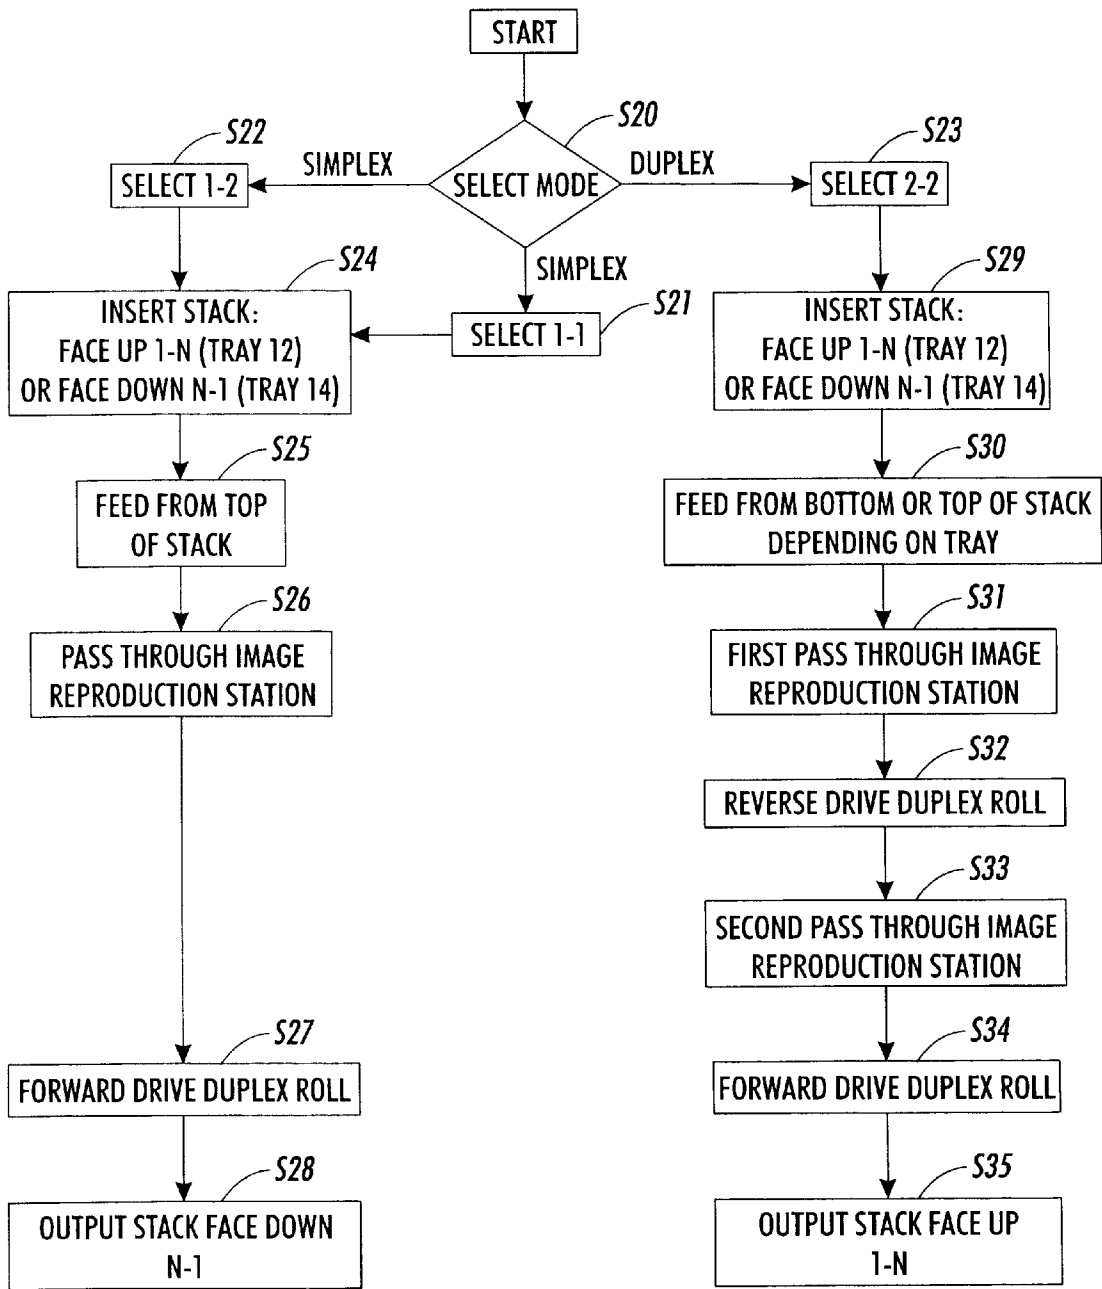 START
S20
SELECT MODE
SIMPLEX
DUPLEX
SIMPLEX
S22
SELECT 1-2
S23
SELECT 2-2
S21
SELECT 1-1
S24
INSERT STACK:
FACE UP 1-N (TRAY 12)
OR FACE DOWN N-1 (TRAY 14)
S25
FEED FROM TOP
OF STACK
S26
PASS THROUGH IMAGE
REPRODUCTION STATION
S27
FORWARD DRIVE DUPLEX ROLL
S28
OUTPUT STACK FACE DOWN
N-1
S29
INSERT STACK:
FACE UP 1-N (TRAY 12)
OR FACE DOWN N-1 (TRAY 14)
S30
FEED FROM BOTTOM OR TOP OF STACK
DEPENDING ON TRAY
S31
FIRST PASS THROUGH IMAGE
REPRODUCTION STATION
S32
REVERSE DRIVE DUPLEX ROLL
S33
SECOND PASS THROUGH IMAGE
REPRODUCTION STATION
S34
FORWARD DRIVE DUPLEX ROLL
S35
OUTPUT STACK FACE UP
1-N